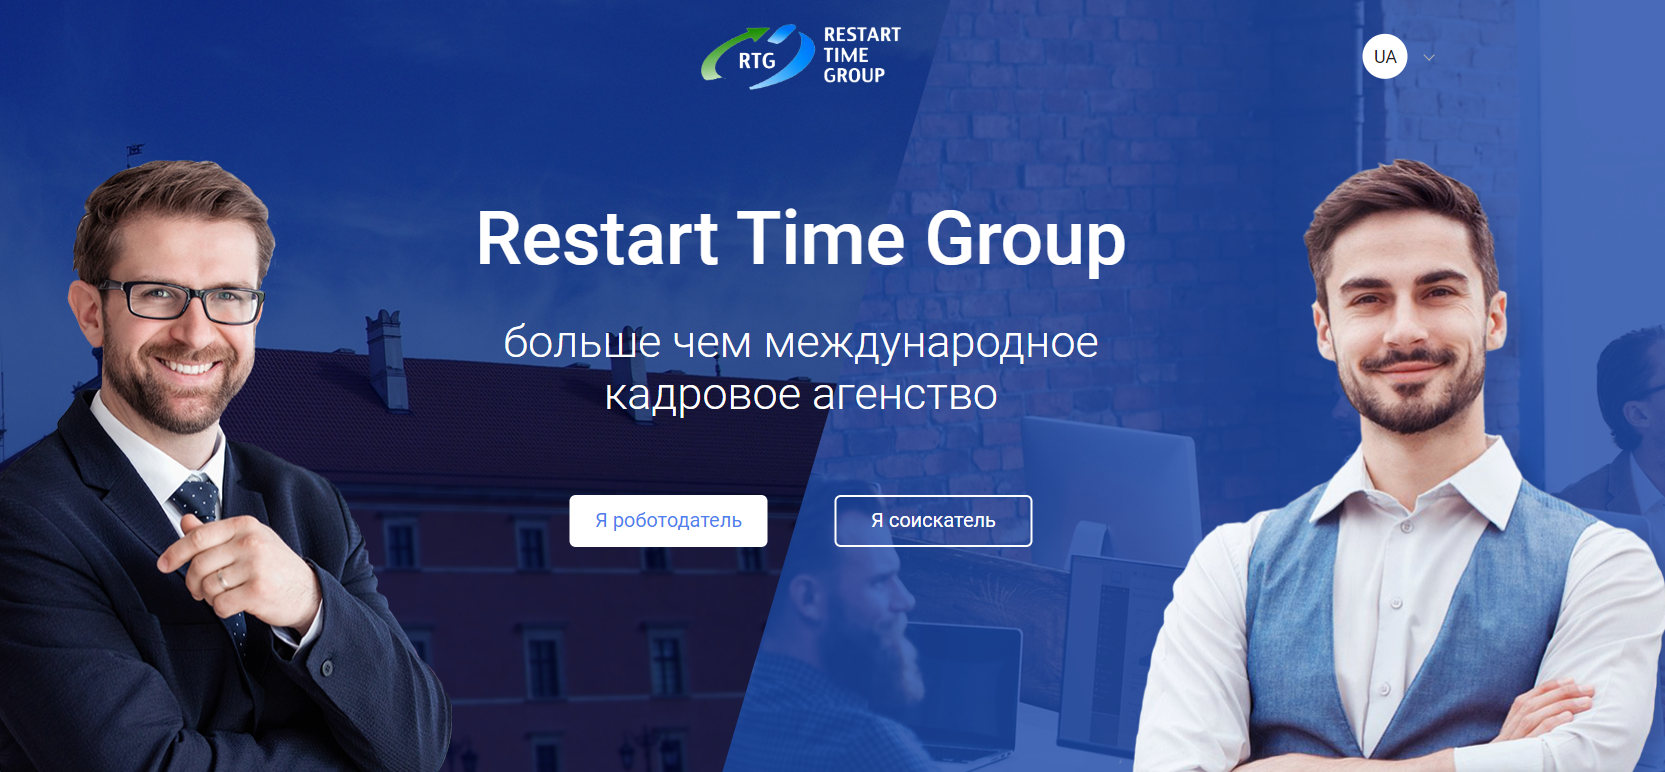 RTG
RESTART
TIME
GROUP
UA
Restart Time Group
больше чем международное
кадровое агенство
Я роботодатель
Я соискатель